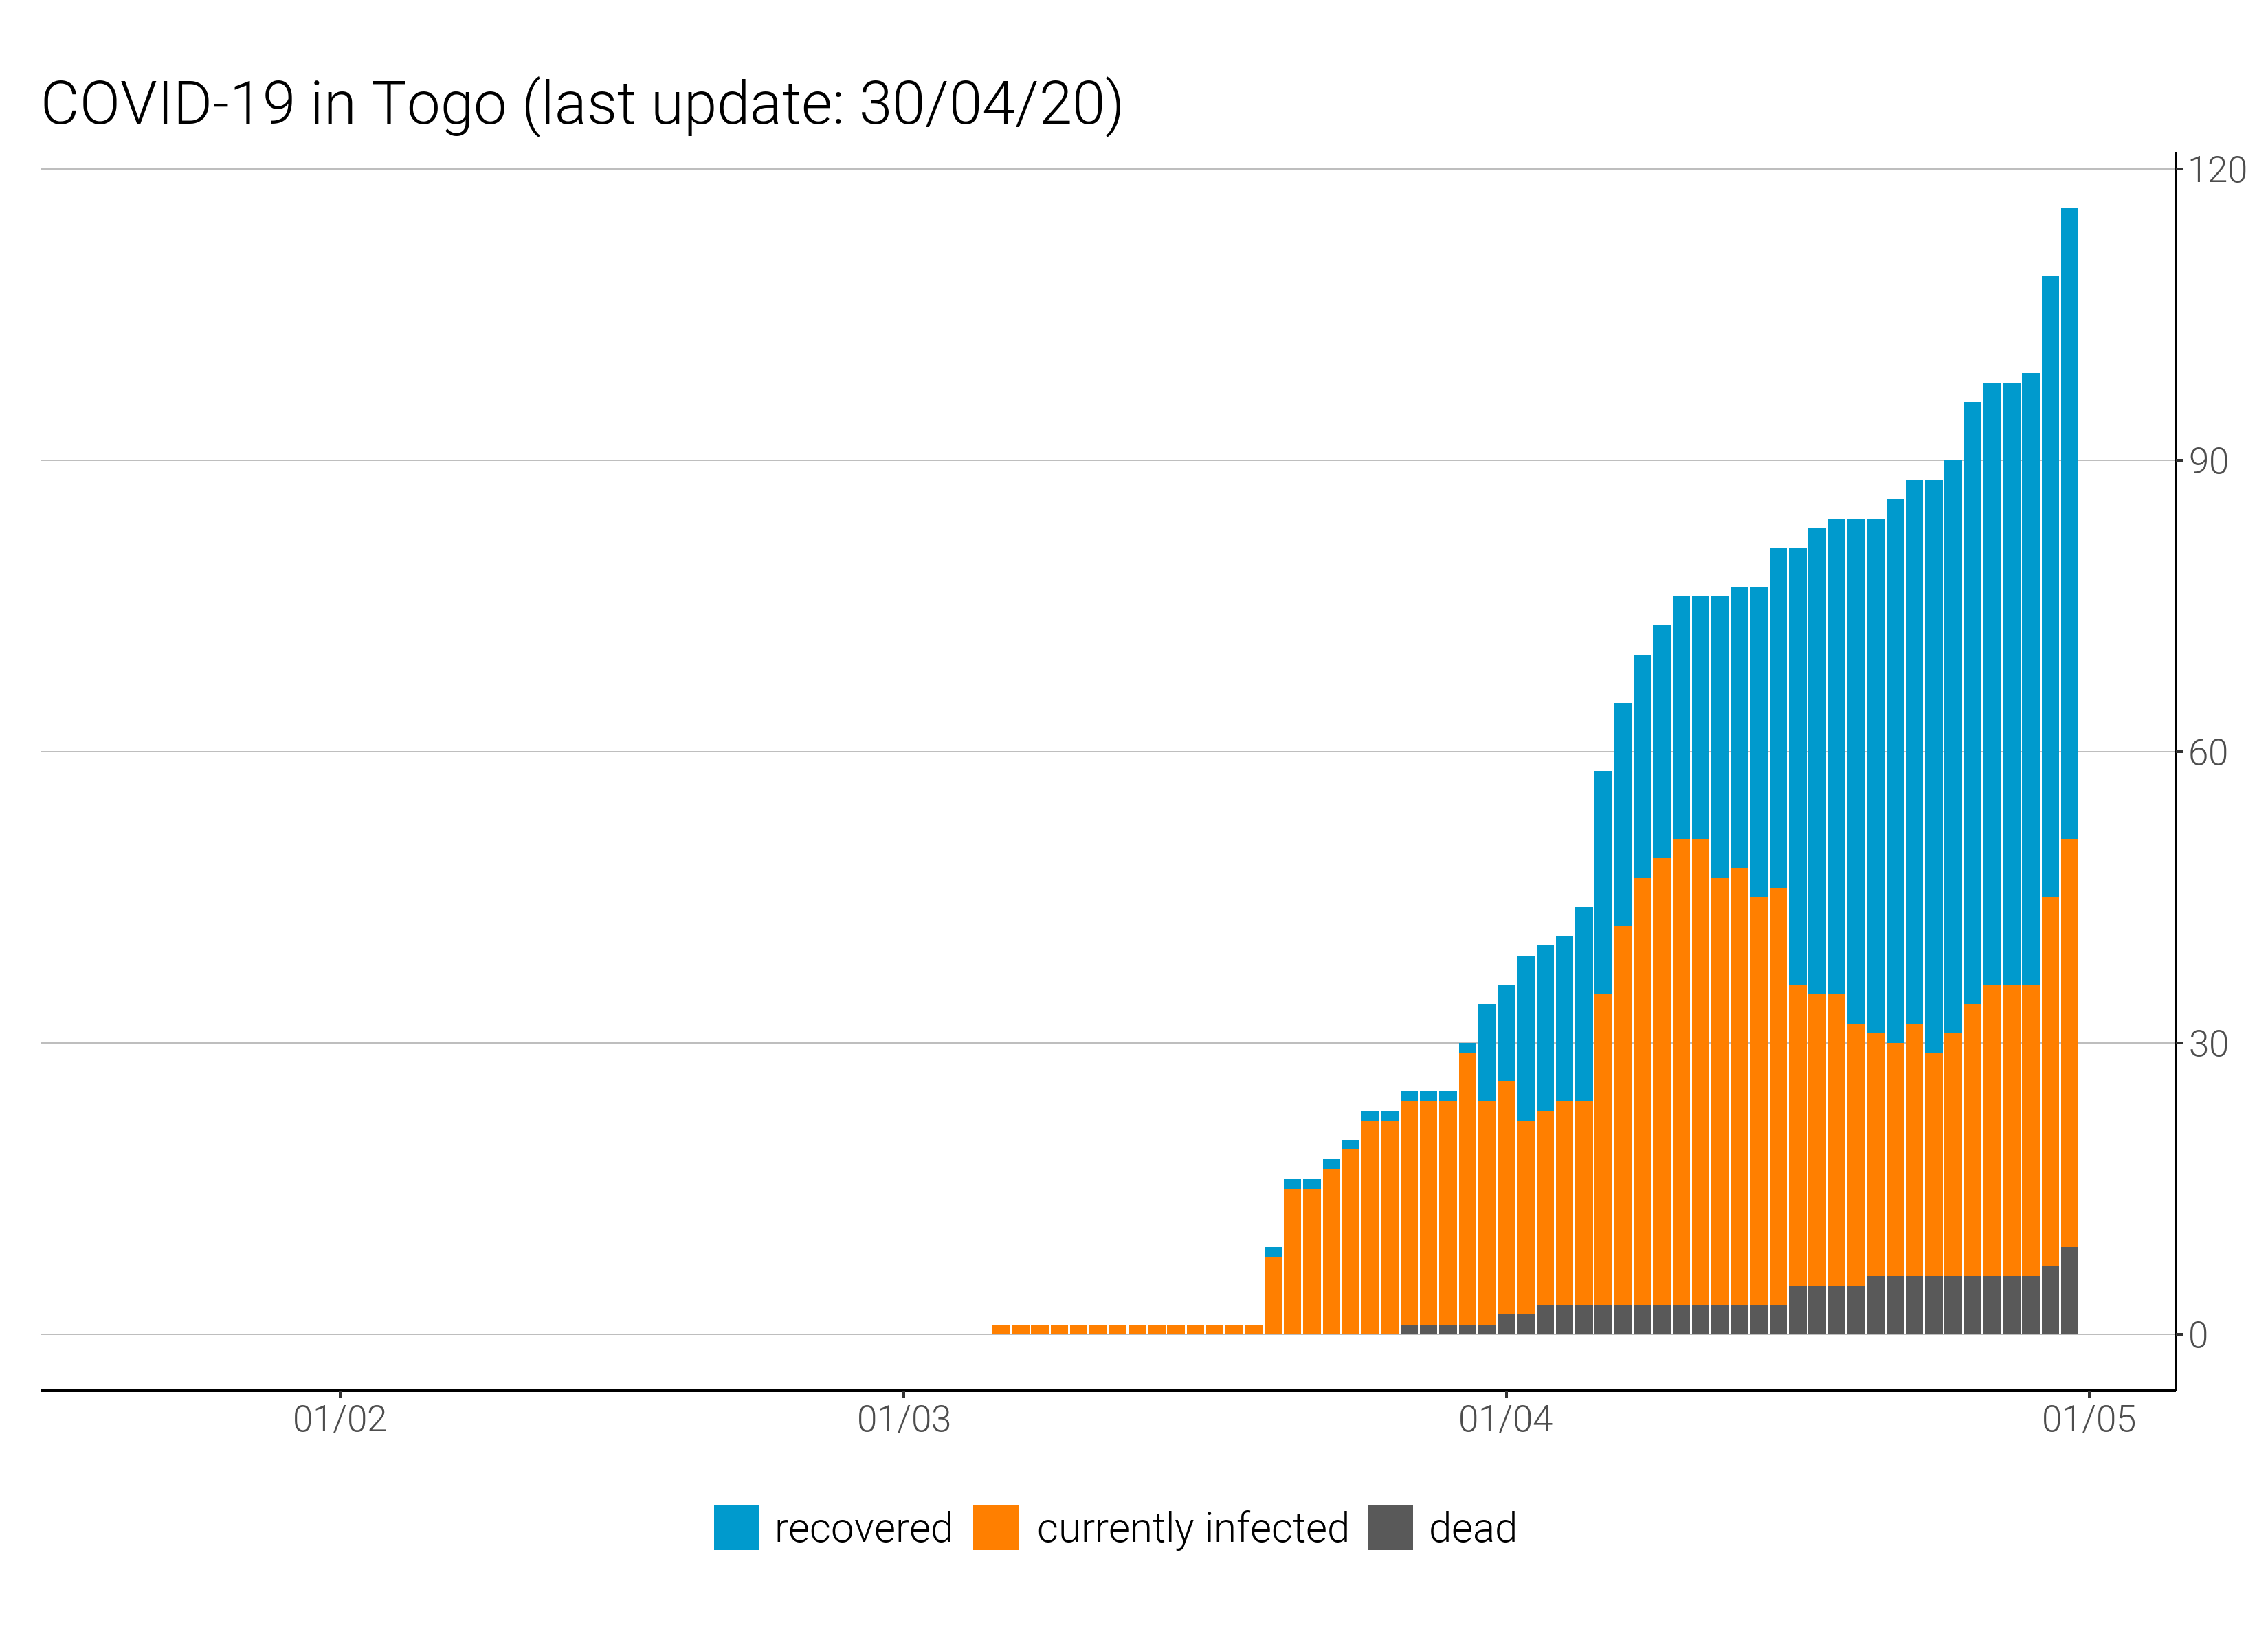 COVID-19 in Togo (last update: 30/04/20)
120
90
60
30
0
01/02 01/03 01/04 01/05
recovered currently infected dead